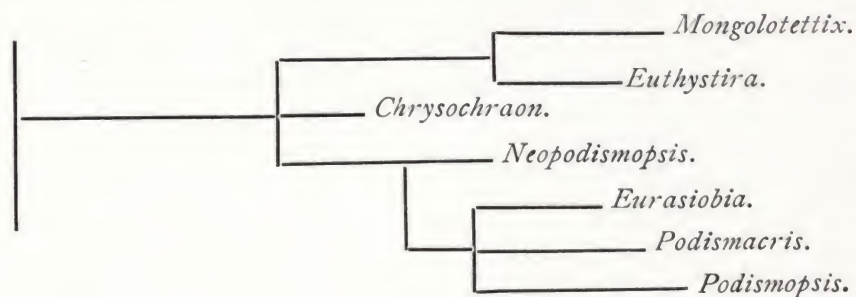 Mongolotettix.
Euthystira.
Chrysochraon.
Neopodismopsis.
Eurasiobia.
Podismacris.
Podismopsis.